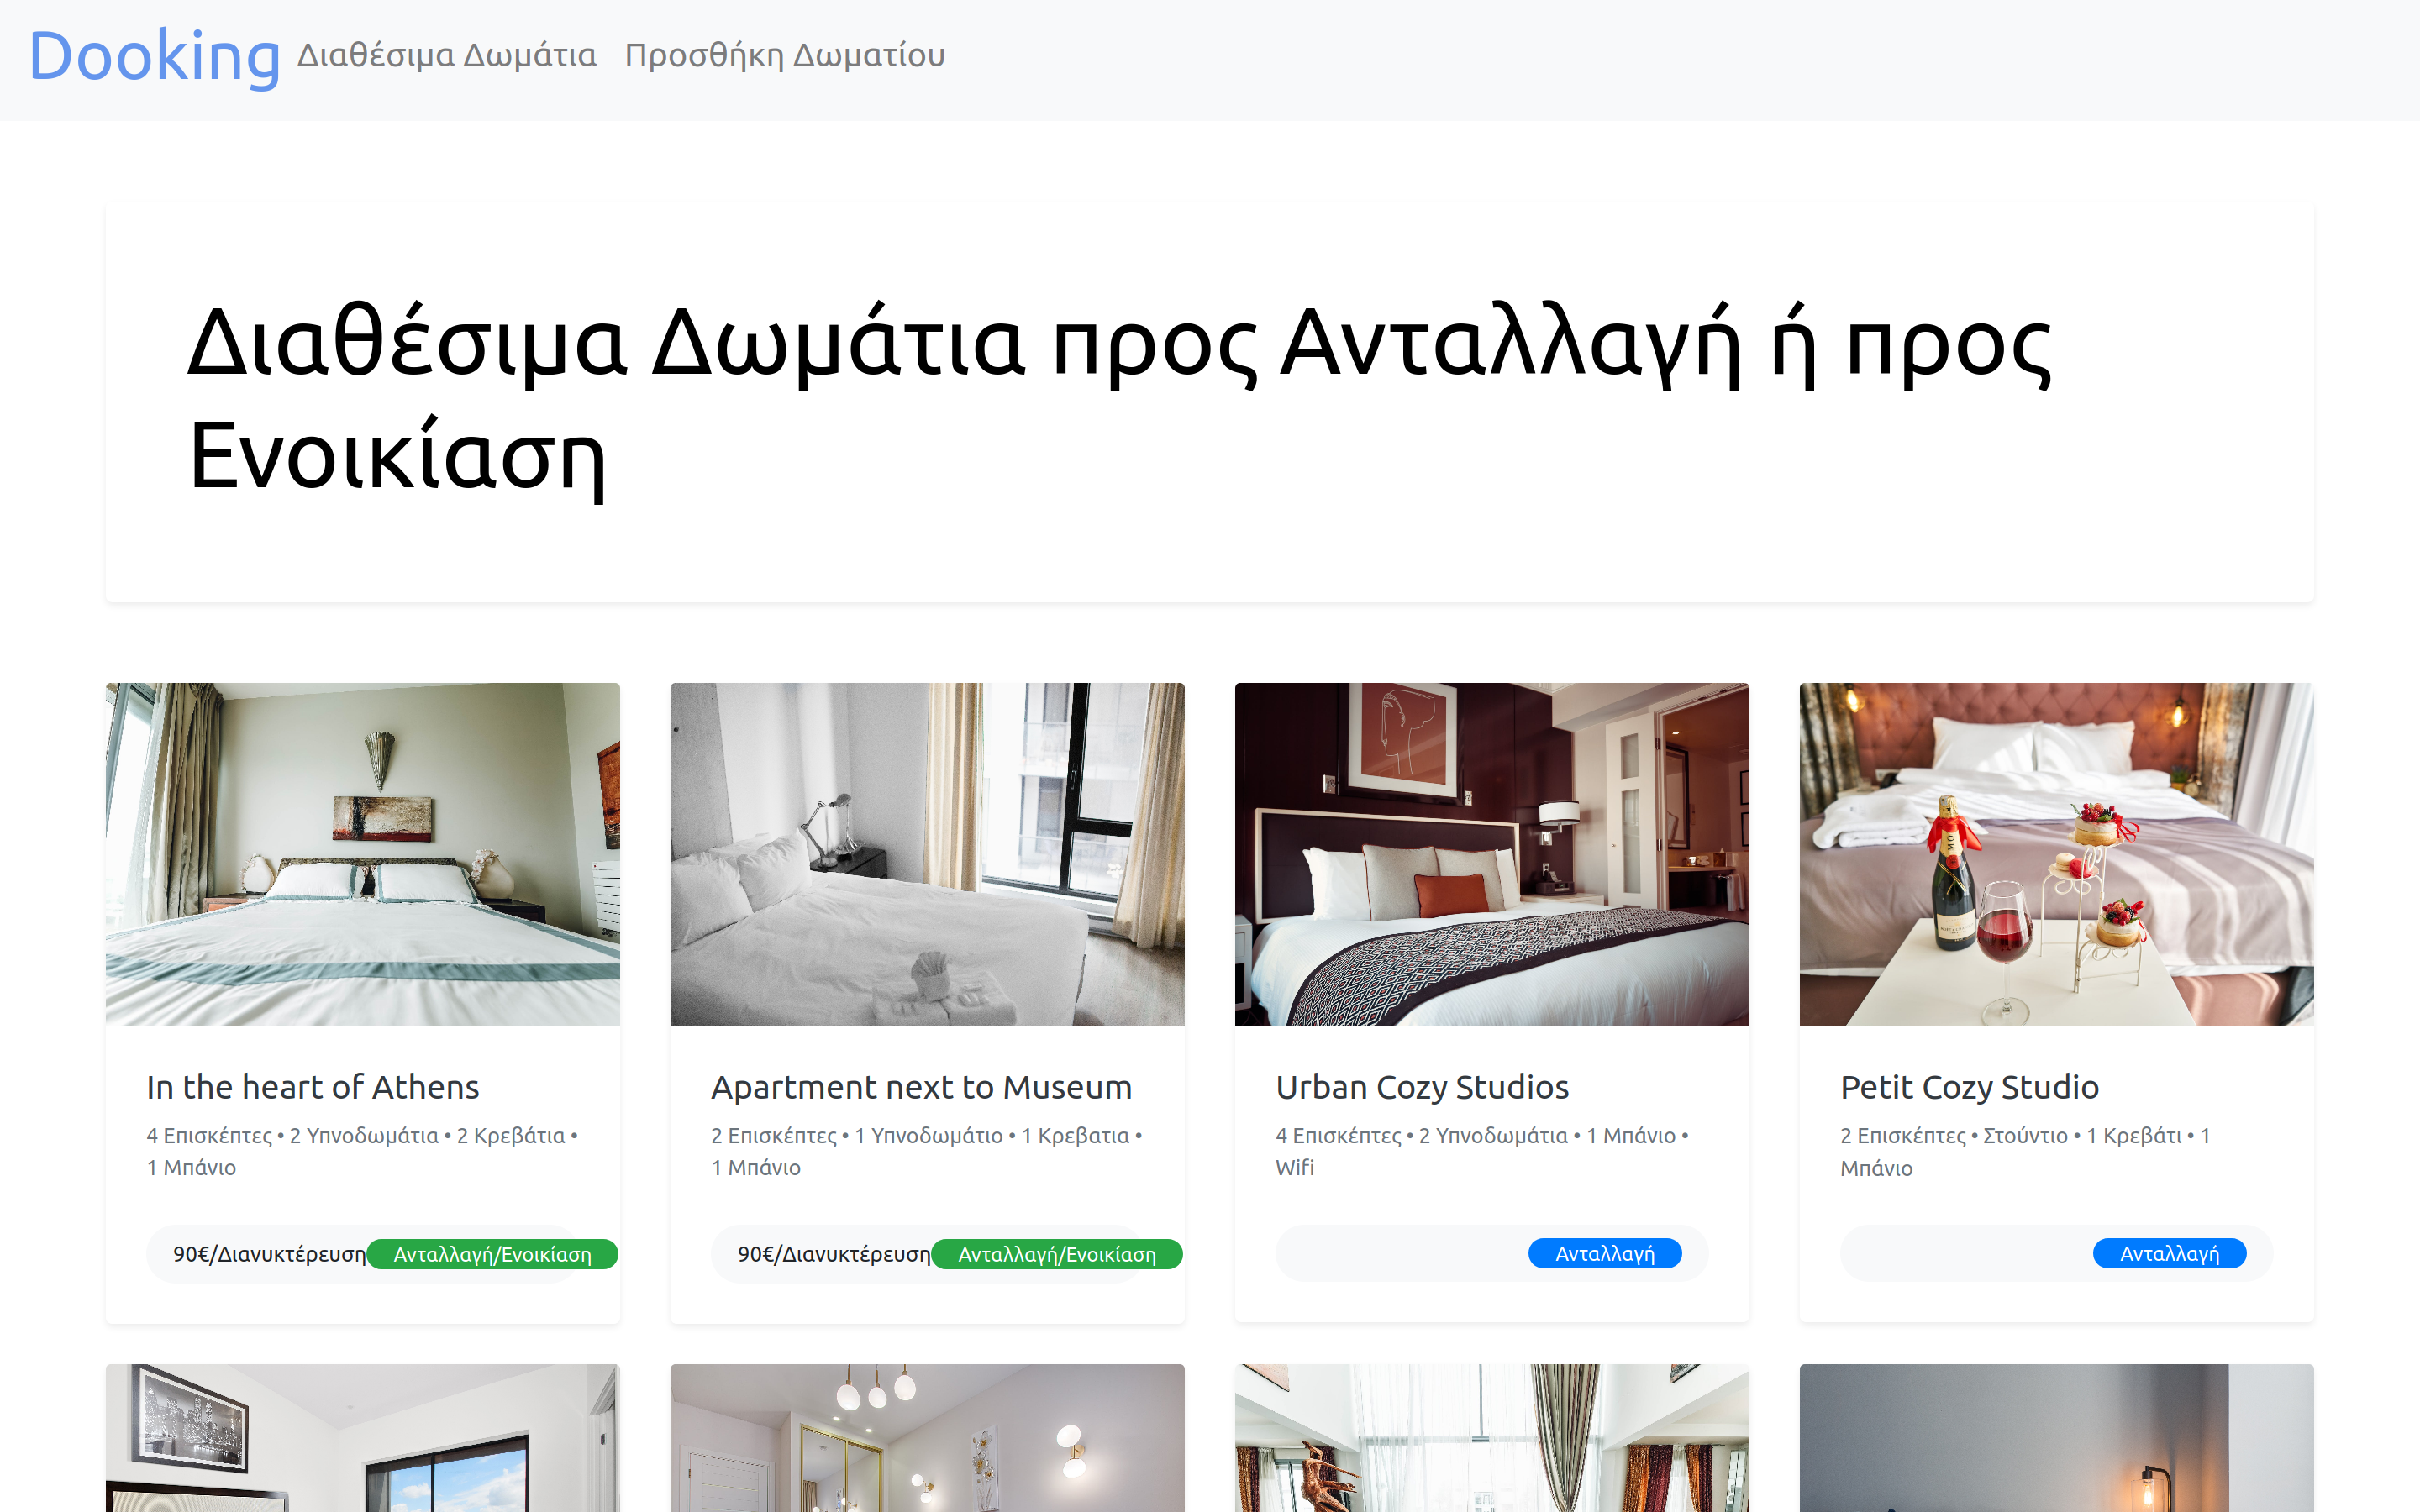 Dooking Διαθέσιμα Δωμάτια Προσθήκη Δωματίου
Διαθέσιμα Δωμάτια προς Ανταλλαγή ή προς
Ενοικίαση
In the heart of Athens
4 Επισκέπτες • 2 Υπνοδωμάτια • 2 Κρεβάτια •
1 Μπάνιο
90€/Διανυκτέρευση Ανταλλαγή/Ενοικίαση
Apartment next to Museum
2 Επισκέπτες • 1 Υπνοδωμάτιο • 1 Κρεβατια •
1 Μπάνιο
90€/Διανυκτέρευση Ανταλλαγή/Ενοικίαση
Urban Cozy Studios
4 Επισκέπτες • 2 Υπνοδωμάτια • 1 Μπάνιο •
Wifi
Ανταλλαγή
Petit Cozy Studio
2 Επισκέπτες • Στούντιο • 1 Κρεβάτι • 1
Μπάνιο
Ανταλλαγή